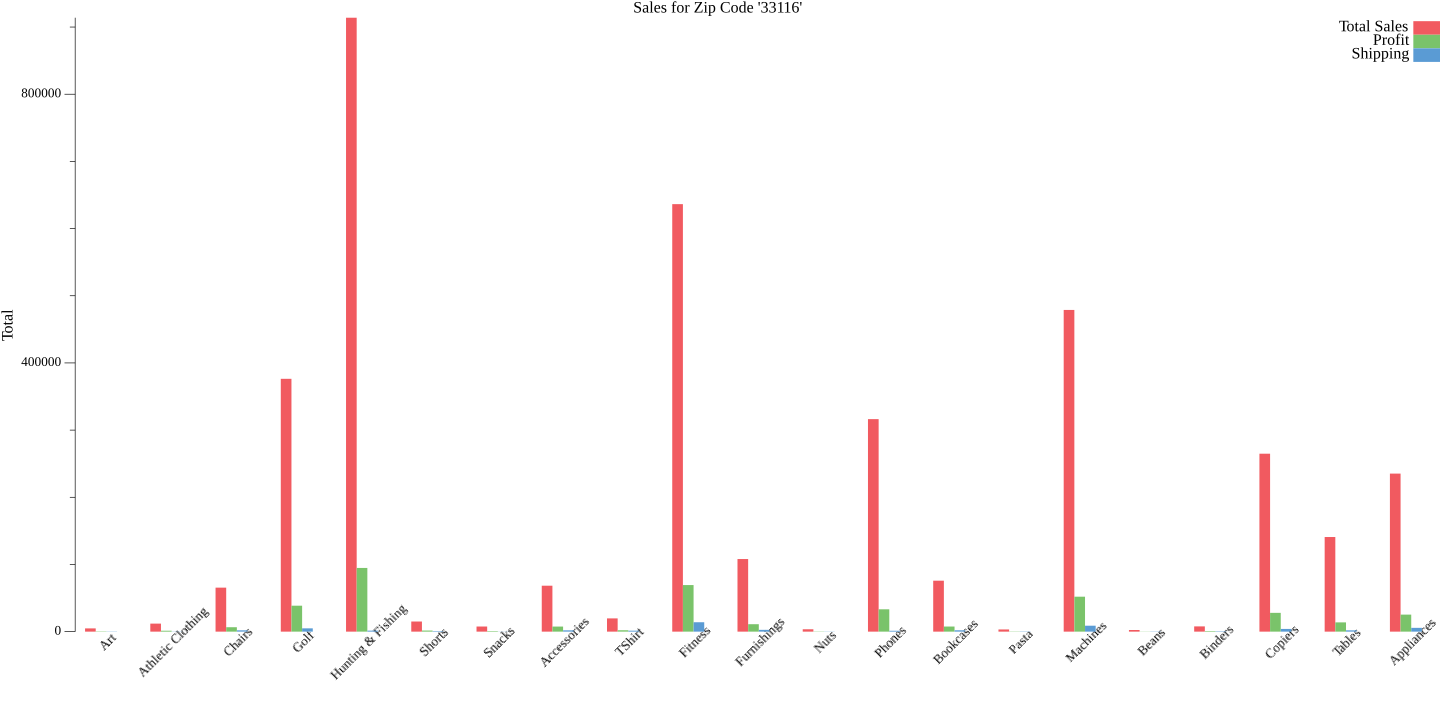 Sales for Zip Code '33116'
Total Sales
Profit
Shipping
Total
800000
400000
0
Art
Athletic Clothing
Chairs
Golf
Hunting & Fishing
Shorts
Snacks
Accessories
TShirt
Fitness
Furnishings
Nuts
Phones
Bookcases
Pasta
Machines
Beans
Binders
Copiers
Tables
Appliances